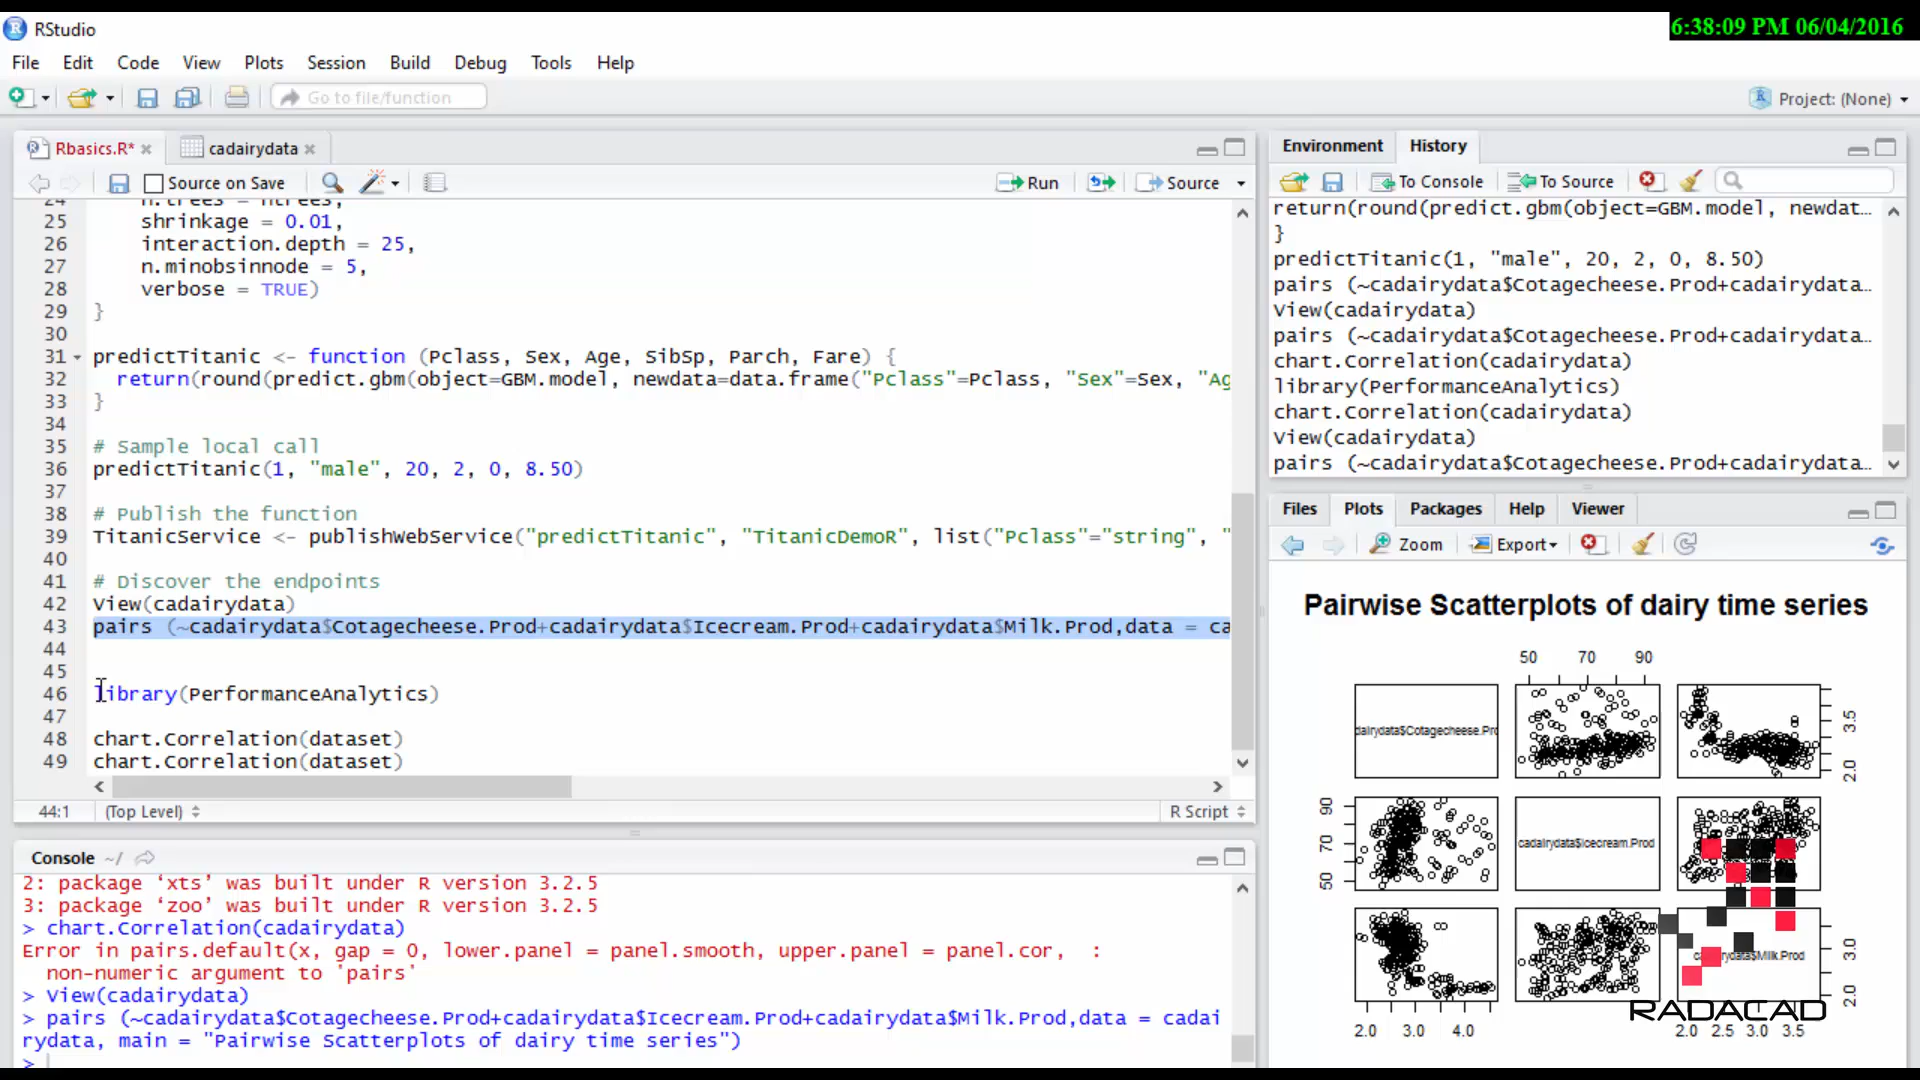 RStudio
6:38:09 PM 06/04/2016
File Edit Code View Plots Session Build Debug Tools Help
Go to file/function
Project: (None)
Rbasics.R* cadairydata
Source on Save
Run
Source
25 shrinkage = 0.01,
26 interaction.depth = 25,
27 n.minobsinnode = 5,
28 verbose = TRUE)
29 }
30
31 predictTitanic <- function (Pclass, Sex, Age, SibSp, Parch, Fare) {
32 return(round(predict.gbm(object=GBM.model, newdata=data.frame("Pclass"=Pclass, "Sex"=Sex, "Ag
33 }
34
35 # Sample local call
36 predictTitanic(1, "male", 20, 2, 0, 8.50)
37
38 # Publish the function
39 TitanicService <- publishWebService("predictTitanic", "TitanicDemoR", list("Pclass"="string", "
40
41 # Discover the endpoints
42 View(cadairydata)
43 pairs (~cadairydata$Cotagecheese.Prod+cadairydata$Icecream.Prod+cadairydata$Milk.Prod,data = ca
44
45
46 library(PerformanceAnalytics)
47
48 chart.Correlation(dataset)
49 chart.Correlation(dataset)
44:1 (Top Level)
R Script
Console ~/
2: package ‘xts’ was built under R version 3.2.5
3: package ‘zoo’ was built under R version 3.2.5
> chart.Correlation(cadairydata)
Error in pairs.default(x, gap = 0, lower.panel = panel.smooth, upper.panel = panel.cor, :
non-numeric argument to 'pairs'
> View(cadairydata)
> pairs (~cadairydata$Cotagecheese.Prod+cadairydata$Icecream.Prod+cadairydata$Milk.Prod,data = cadai
rydata, main = "Pairwise Scatterplots of dairy time series")
>
Environment History
To Console To Source
return(round(predict.gbm(object=GBM.model, newdat…
}
predictTitanic(1, "male", 20, 2, 0, 8.50)
pairs (~cadairydata$Cotagecheese.Prod+cadairydata…
View(cadairydata)
pairs (~cadairydata$Cotagecheese.Prod+cadairydata…
chart.Correlation(cadairydata)
library(PerformanceAnalytics)
chart.Correlation(cadairydata)
View(cadairydata)
pairs (~cadairydata$Cotagecheese.Prod+cadairydata…
Files Plots Packages Help Viewer
Zoom Export
Pairwise Scatterplots of dairy time series
50 70 90
dairydata$Cotagecheese.Pro
2.0 3.5
50 70 90
cadairydata$Icecream.Prod
2.0 3.0
2.0 3.0 4.0
2.0 2.5 3.0 3.5
RADACAD